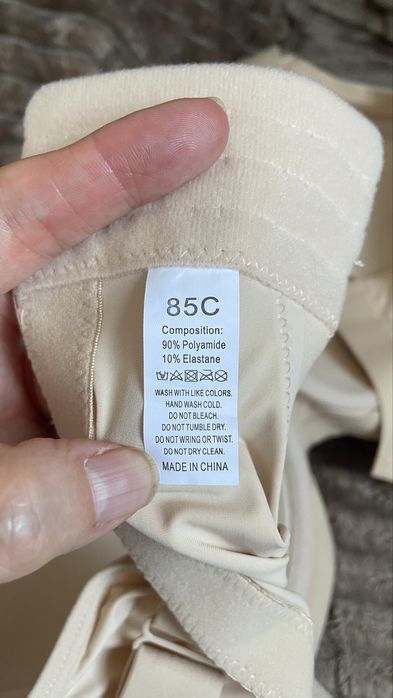 85C
Composition:
90% Polyamide
10% Elastane
WASH WITH LIKE COLORS.
HAND WASH COLD.
DO NOT BLEACH.
DO NOT TUMBLE DRY.
DO NOT WRING OR TWIST.
DO NOT DRY CLEAN.
MADE IN CHINA